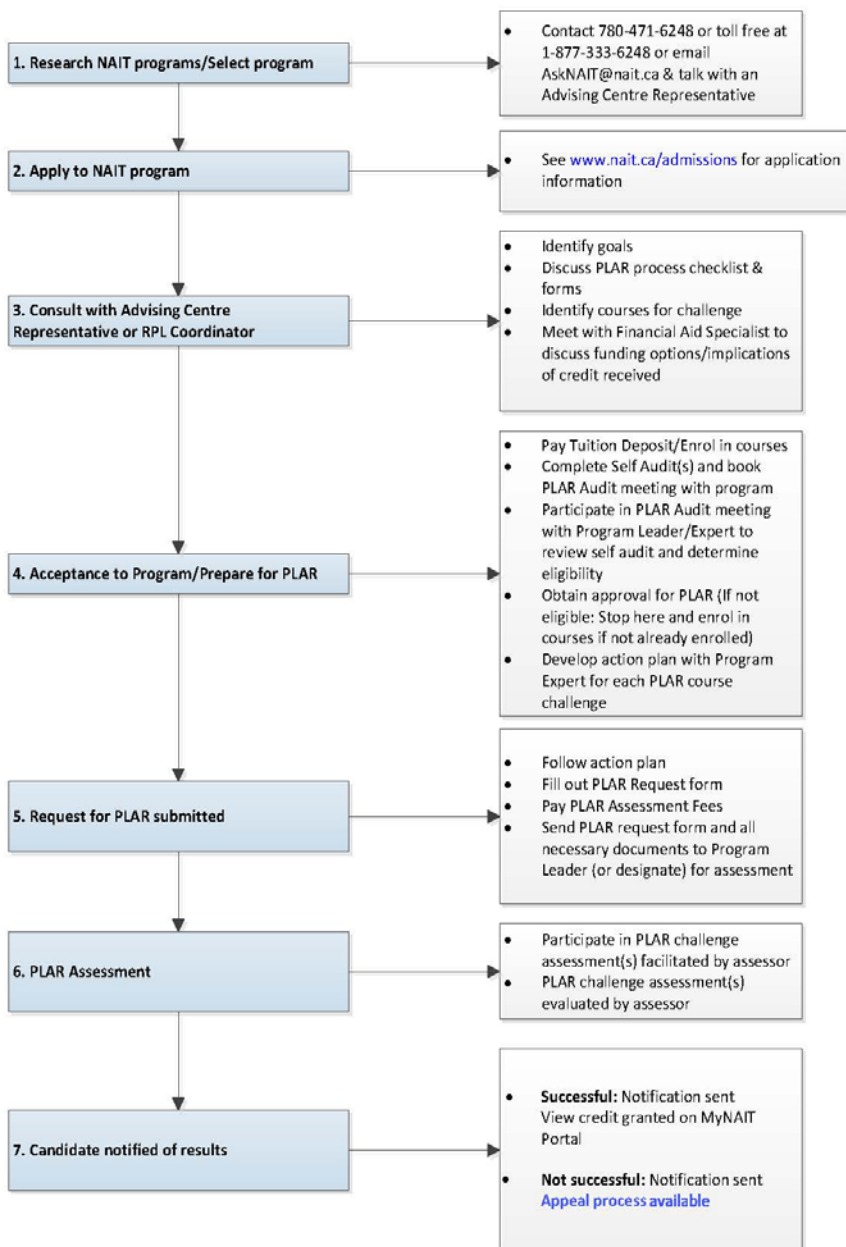 1. Research NAIT programs/Select program
• Contact 780-471-6248 or toll free at
1-877-333-6248 or email
AskNAIT@nait.ca & talk with an
Advising Centre Representative
2. Apply to NAIT program
• See www.nait.ca/admissions for application
information
3. Consult with Advising Centre
Representative or RPL Coordinator
• Identify goals
• Discuss PLAR process checklist &
forms
• Identify courses for challenge
• Meet with Financial Aid Specialist to
discuss funding options/implications
of credit received
4. Acceptance to Program/Prepare for PLAR
• Pay Tuition Deposit/Enrol in courses
• Complete Self Audit(s) and book
PLAR Audit meeting with program
• Participate in PLAR Audit meeting
with Program Leader/Expert to
review self audit and determine
eligibility
• Obtain approval for PLAR (If not
eligible: Stop here and enrol in
courses if not already enrolled)
• Develop action plan with Program
Expert for each PLAR course
challenge
5. Request for PLAR submitted
• Follow action plan
• Fill out PLAR Request form
• Pay PLAR Assessment Fees
• Send PLAR request form and all
necessary documents to Program
Leader (or designate) for assessment
6. PLAR Assessment
• Participate in PLAR challenge
assessment(s) facilitated by assessor
• PLAR challenge assessment(s)
evaluated by assessor
7. Candidate notified of results
• Successful: Notification sent
View credit granted on MyNAIT
Portal
• Not successful: Notification sent
Appeal process available